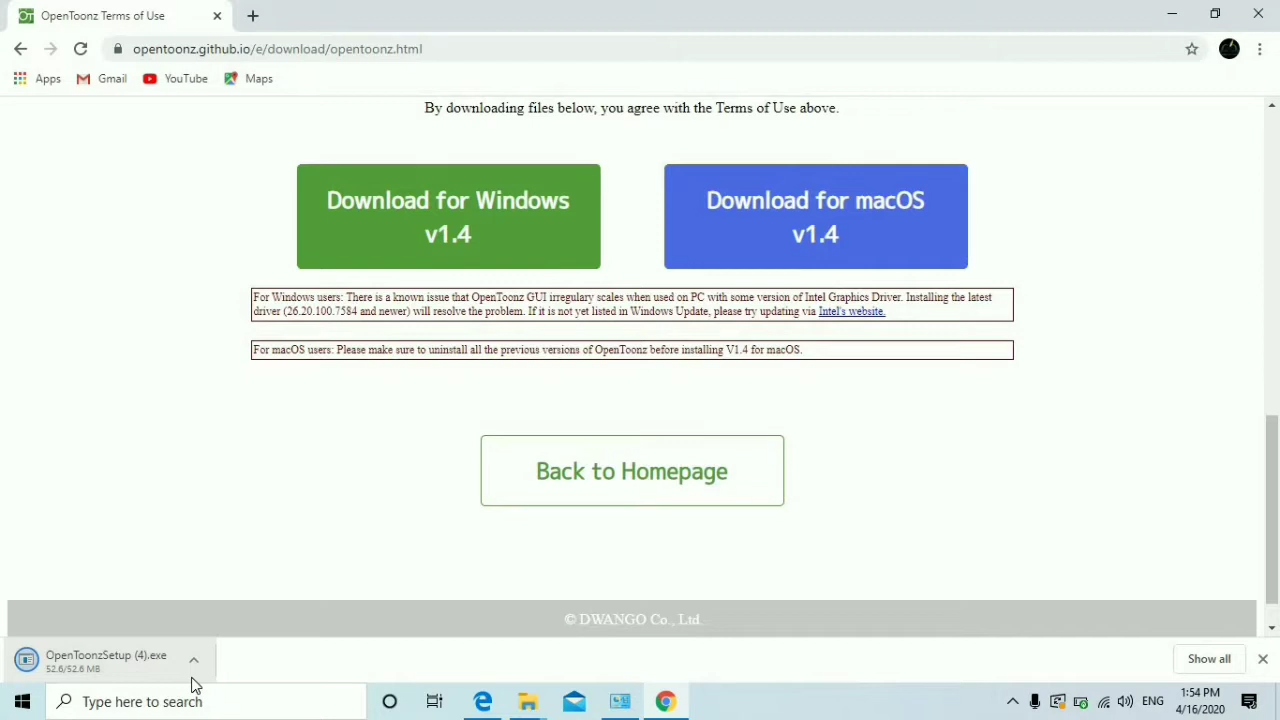 OpenToonz Terms of Use
opentoonz.github.io/e/download/opentoonz.html
Apps
Gmail
YouTube
Maps
By downloading files below, you agree with the Terms of Use above.
Download for Windows
v1.4
Download for macOS
v1.4
For Windows users: There is a known issue that OpenToonz GUI irregulary scales when used on PC with some version of Intel Graphics Driver. Installing the latest
driver (26.20.100.7584 and newer) will resolve the problem. If it is not yet listed in Windows Update, please try updating via Intel's website.
For macOS users: Please make sure to uninstall all the previous versions of OpenToonz before installing V1.4 for macOS.
Back to Homepage
© DWANGO Co., Ltd.
OpenToonzSetup (4).exe
52.6/52.6 MB
Show all
Type here to search
ENG
1:54 PM
4/16/2020